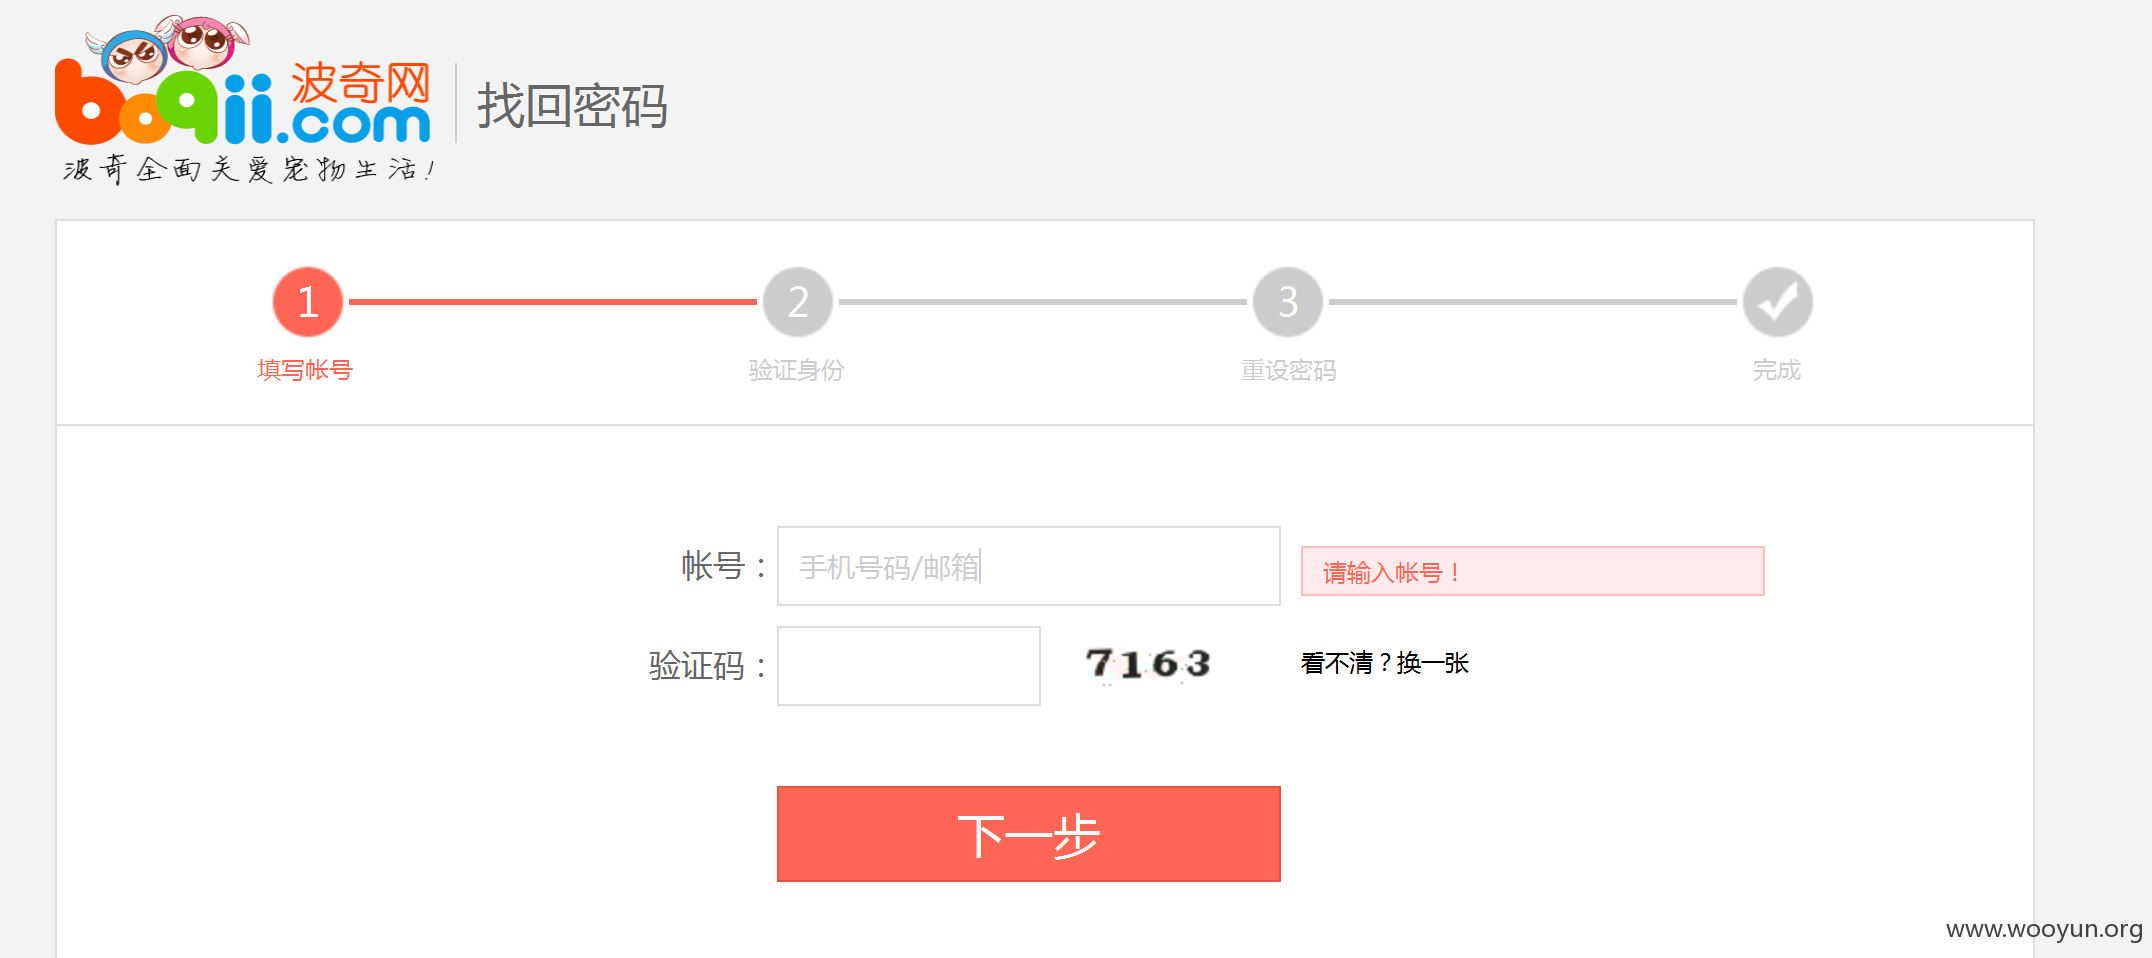 boqii.com 波奇网
波奇全面关爱宠物生活!
找回密码
1 2 3
填写帐号 验证身份 重设密码 完成
帐号： 手机号码/邮箱 请输入帐号！
验证码： 7163 看不清？换一张
下一步
www.wooyun.org